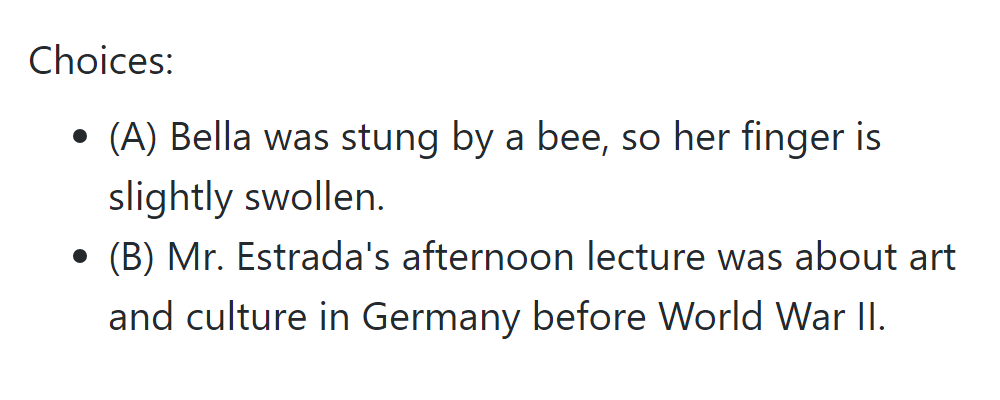 Choices:
• (A) Bella was stung by a bee, so her finger is
slightly swollen.
• (B) Mr. Estrada's afternoon lecture was about art
and culture in Germany before World War II.